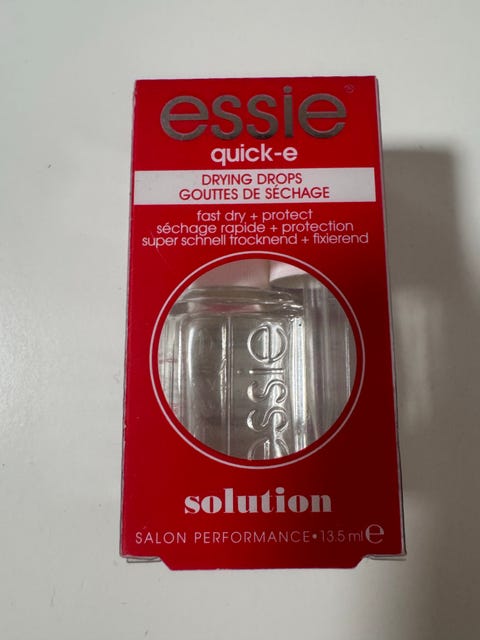 essie®
quick-e
DRYING DROPS
GOUTTES DE SÉCHAGE
fast dry + protect
séchage rapide + protection
super schnell trocknend + fixierend
essie
solution
SALON PERFORMANCE • 13.5 ml ℮